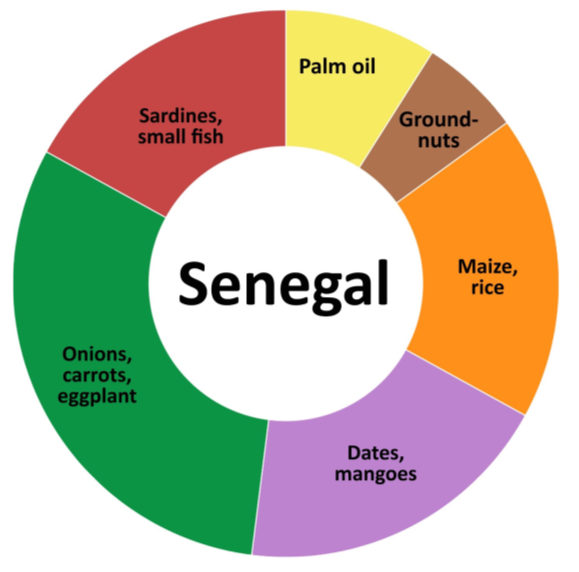 Palm oil
Ground-
nuts
Sardines,
small fish
Maize,
rice
Senegal
Onions,
carrots,
eggplant
Dates,
mangoes